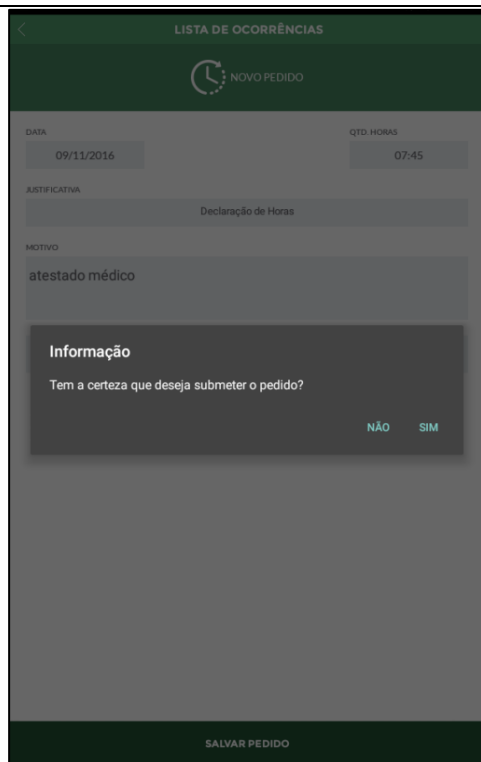 LISTA DE OCORRÊNCIAS
NOVO PEDIDO
DATA
QTD. HORAS
09/11/2016
07:45
JUSTIFICATIVA
Declaração de Horas
MOTIVO
atestado médico
Informação
Tem a certeza que deseja submeter o pedido?
NÃO SIM
SALVAR PEDIDO